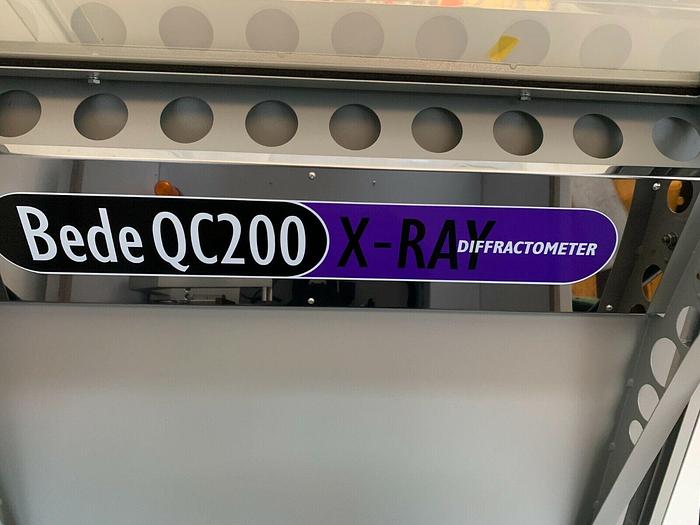 Bede QC200 X-RAY DIFFRACTOMETER